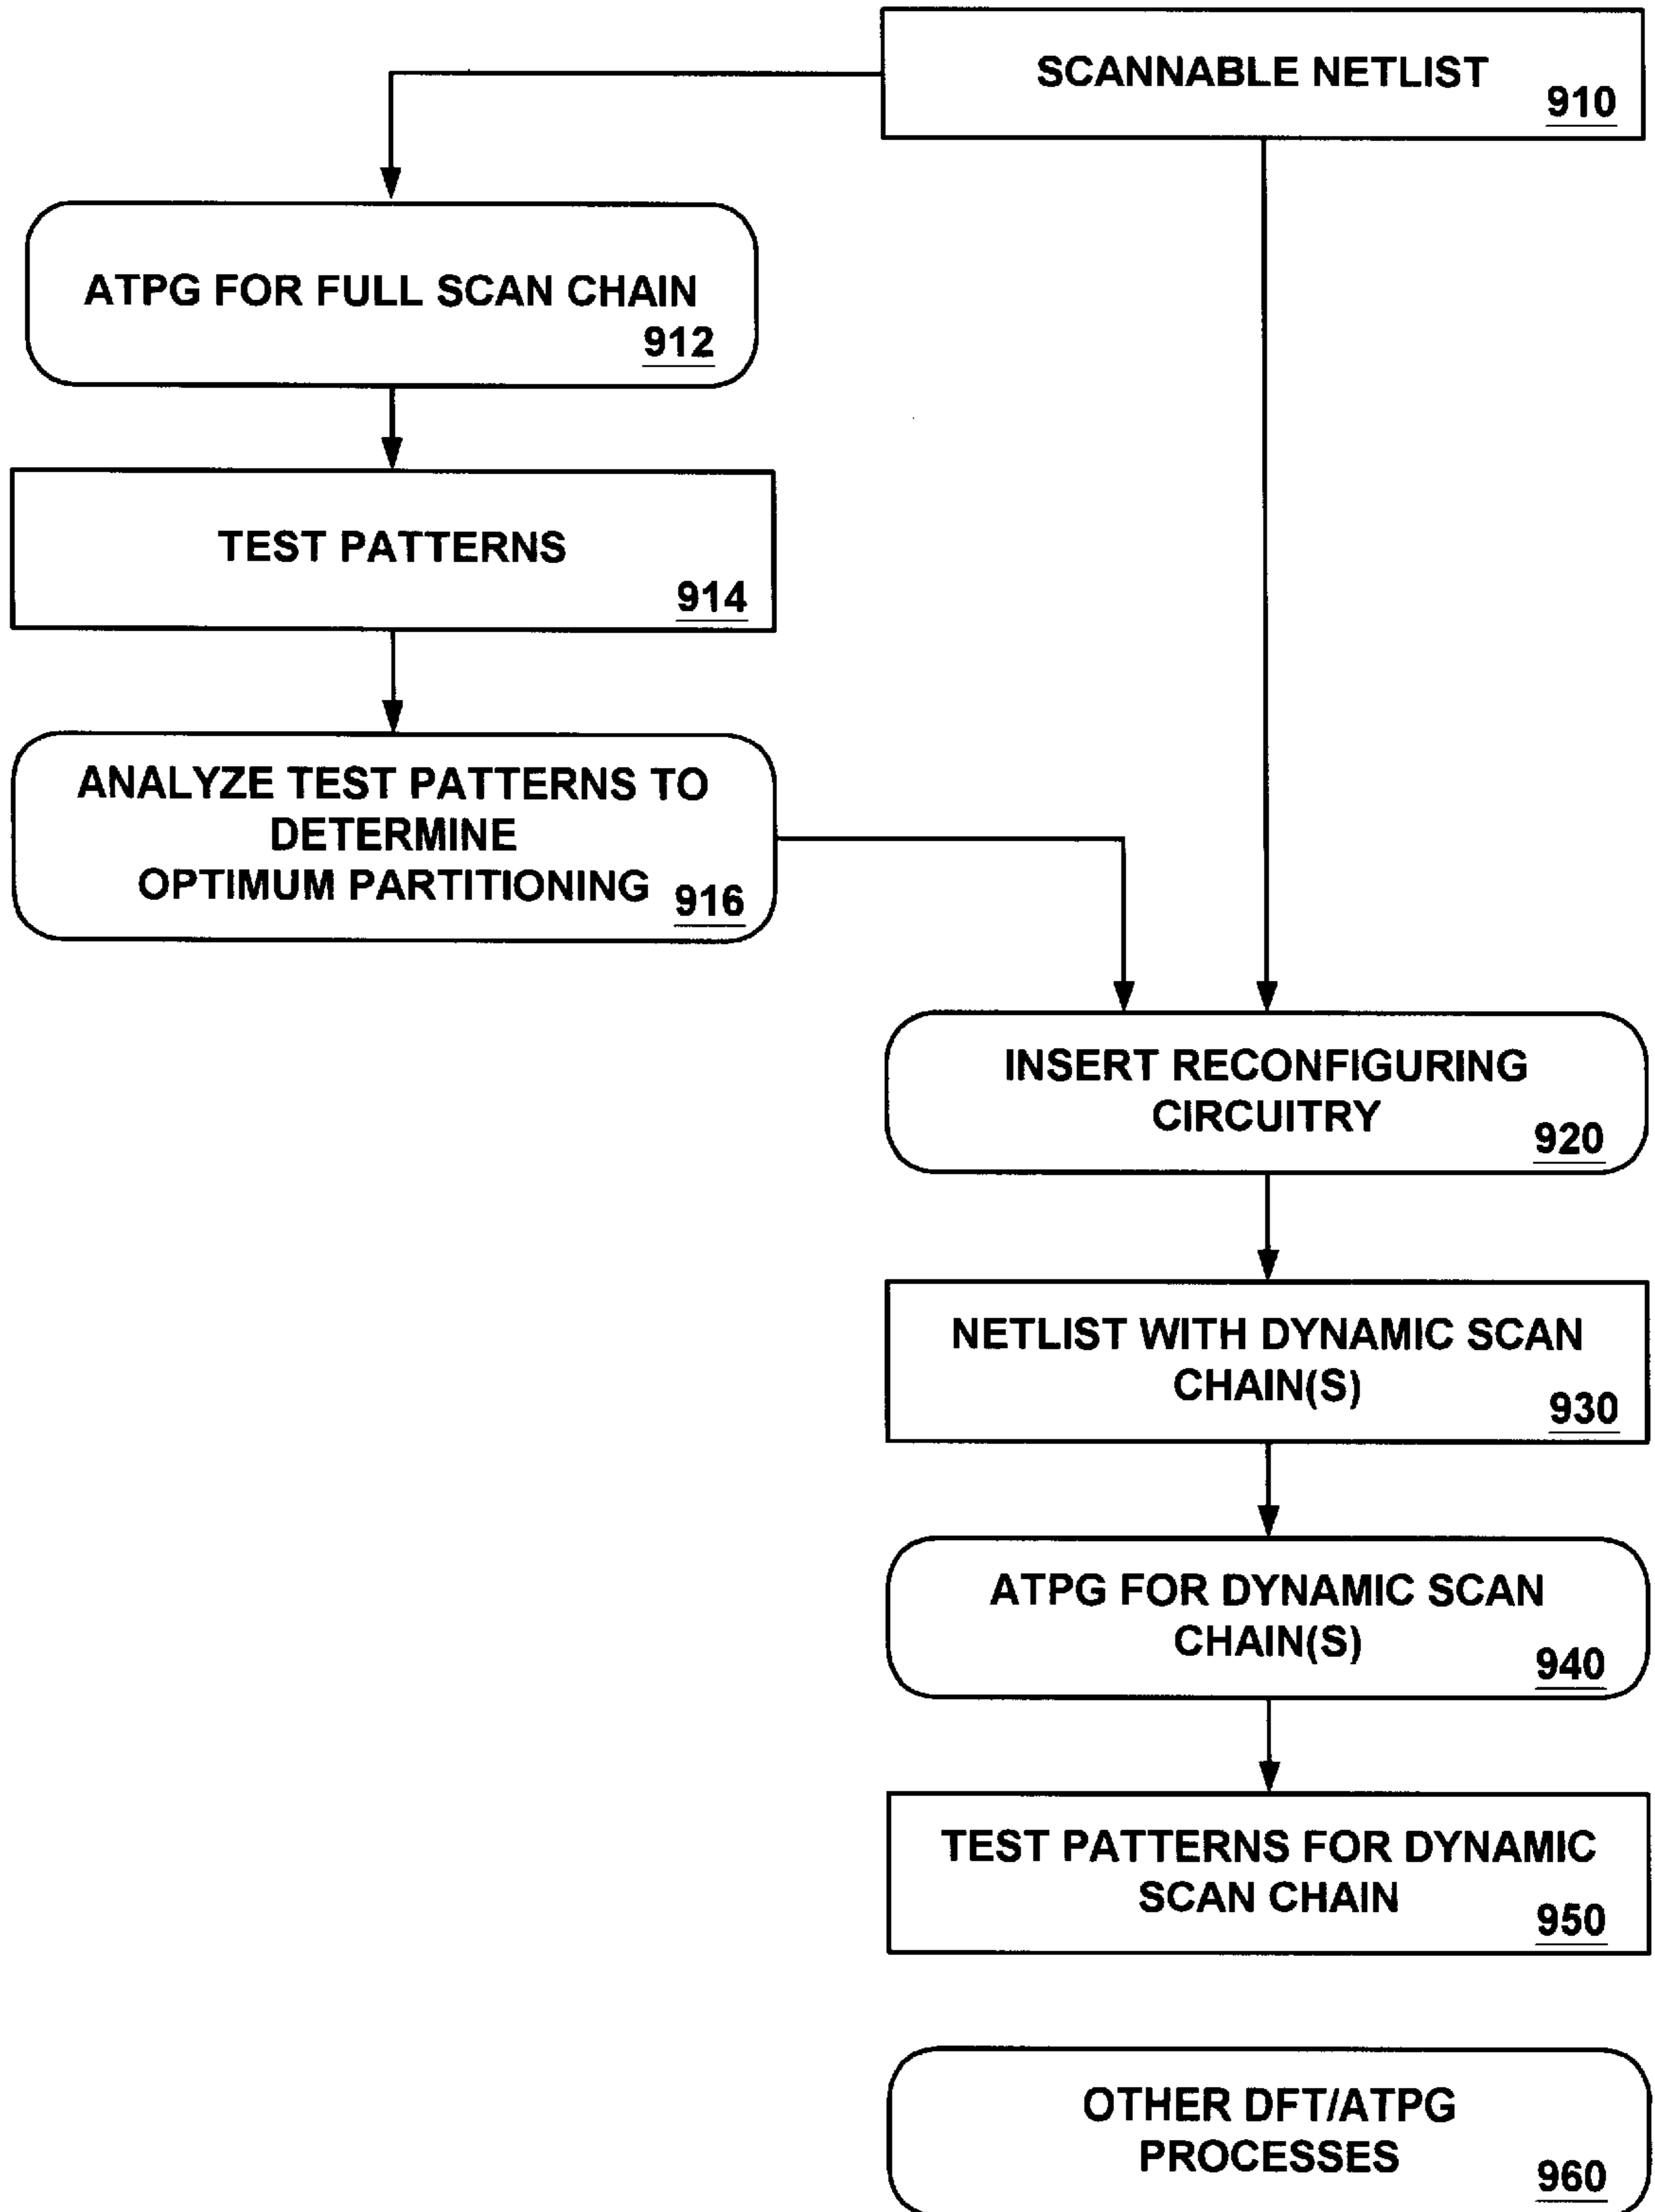 SCANNABLE NETLIST
910
ATPG FOR FULL SCAN CHAIN
912
TEST PATTERNS
914
ANALYZE TEST PATTERNS TO
DETERMINE
OPTIMUM PARTITIONING
916
INSERT RECONFIGURING
CIRCUITRY
920
NETLIST WITH DYNAMIC SCAN
CHAIN(S)
930
ATPG FOR DYNAMIC SCAN
CHAIN(S)
940
TEST PATTERNS FOR DYNAMIC
SCAN CHAIN
950
OTHER DFT/ATPG
PROCESSES
960